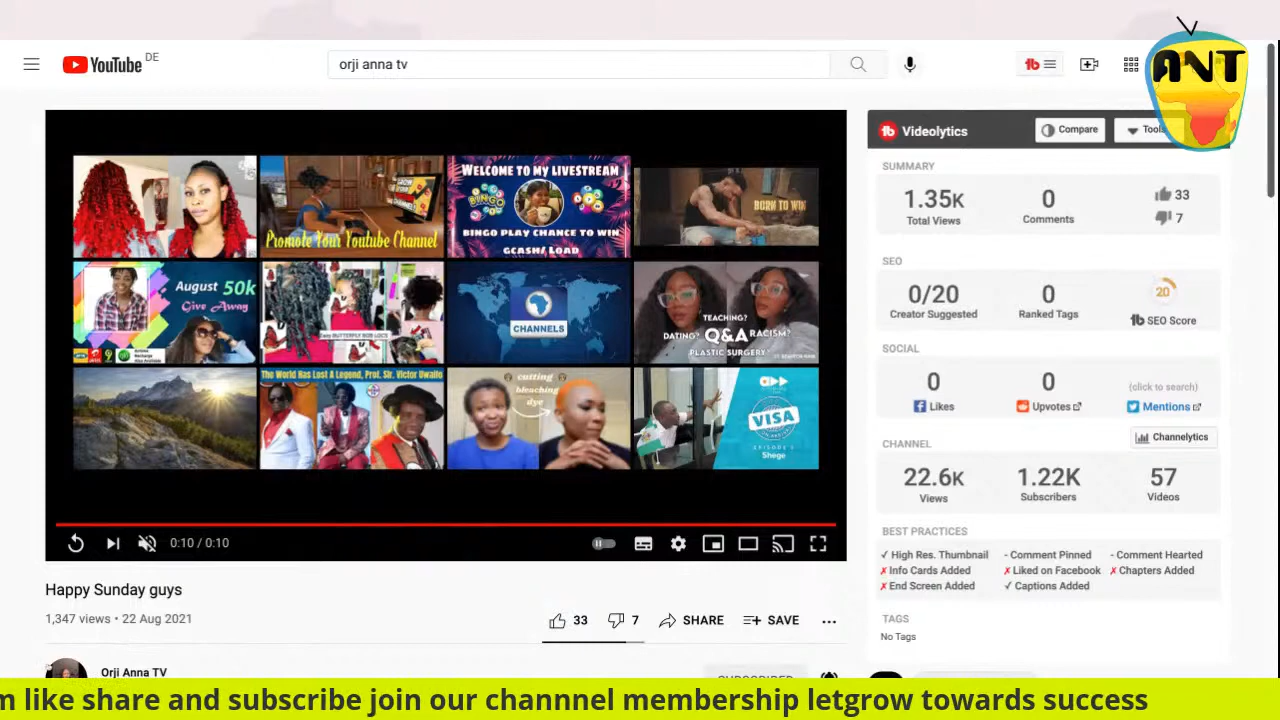 YouTube DE
orji anna tv
ANT
Videolytics
Compare
Tools
SUMMARY
1.35K
Total Views
0
Comments
33
7
SEO
0/20
Creator Suggested
0
Ranked Tags
20
SEO Score
SOCIAL
0
Likes
0
Upvotes
(click to search)
Mentions
CHANNEL
Channelytics
22.6K
Views
1.22K
Subscribers
57
Videos
BEST PRACTICES
✓ High Res. Thumbnail
- Comment Pinned
- Comment Hearted
✗ Info Cards Added
✗ Liked on Facebook
✗ Chapters Added
✗ End Screen Added
✓ Captions Added
TAGS
No Tags
Promote Your Youtube Channel
WELCOME TO MY LIVESTREAM
BINGO
BINGO PLAY CHANCE TO WIN
GCASH/ LOAD
BORN TO WIN
August 50k
Give Away
CHANNELS
TEACHING?
DATING? Q&A RACISM?
PLASTIC SURGERY?
The World Has Lost A Legend, Prof. Sir. Victor Uwaifo
cutting
bleaching
dye
VISA
Shege
0:10 / 0:10
Happy Sunday guys
1,347 views • 22 Aug 2021
33
7
SHARE
SAVE
Orji Anna TV
SUBSCRIBED
m like share and subscribe join our channnel membership letgrow towards success